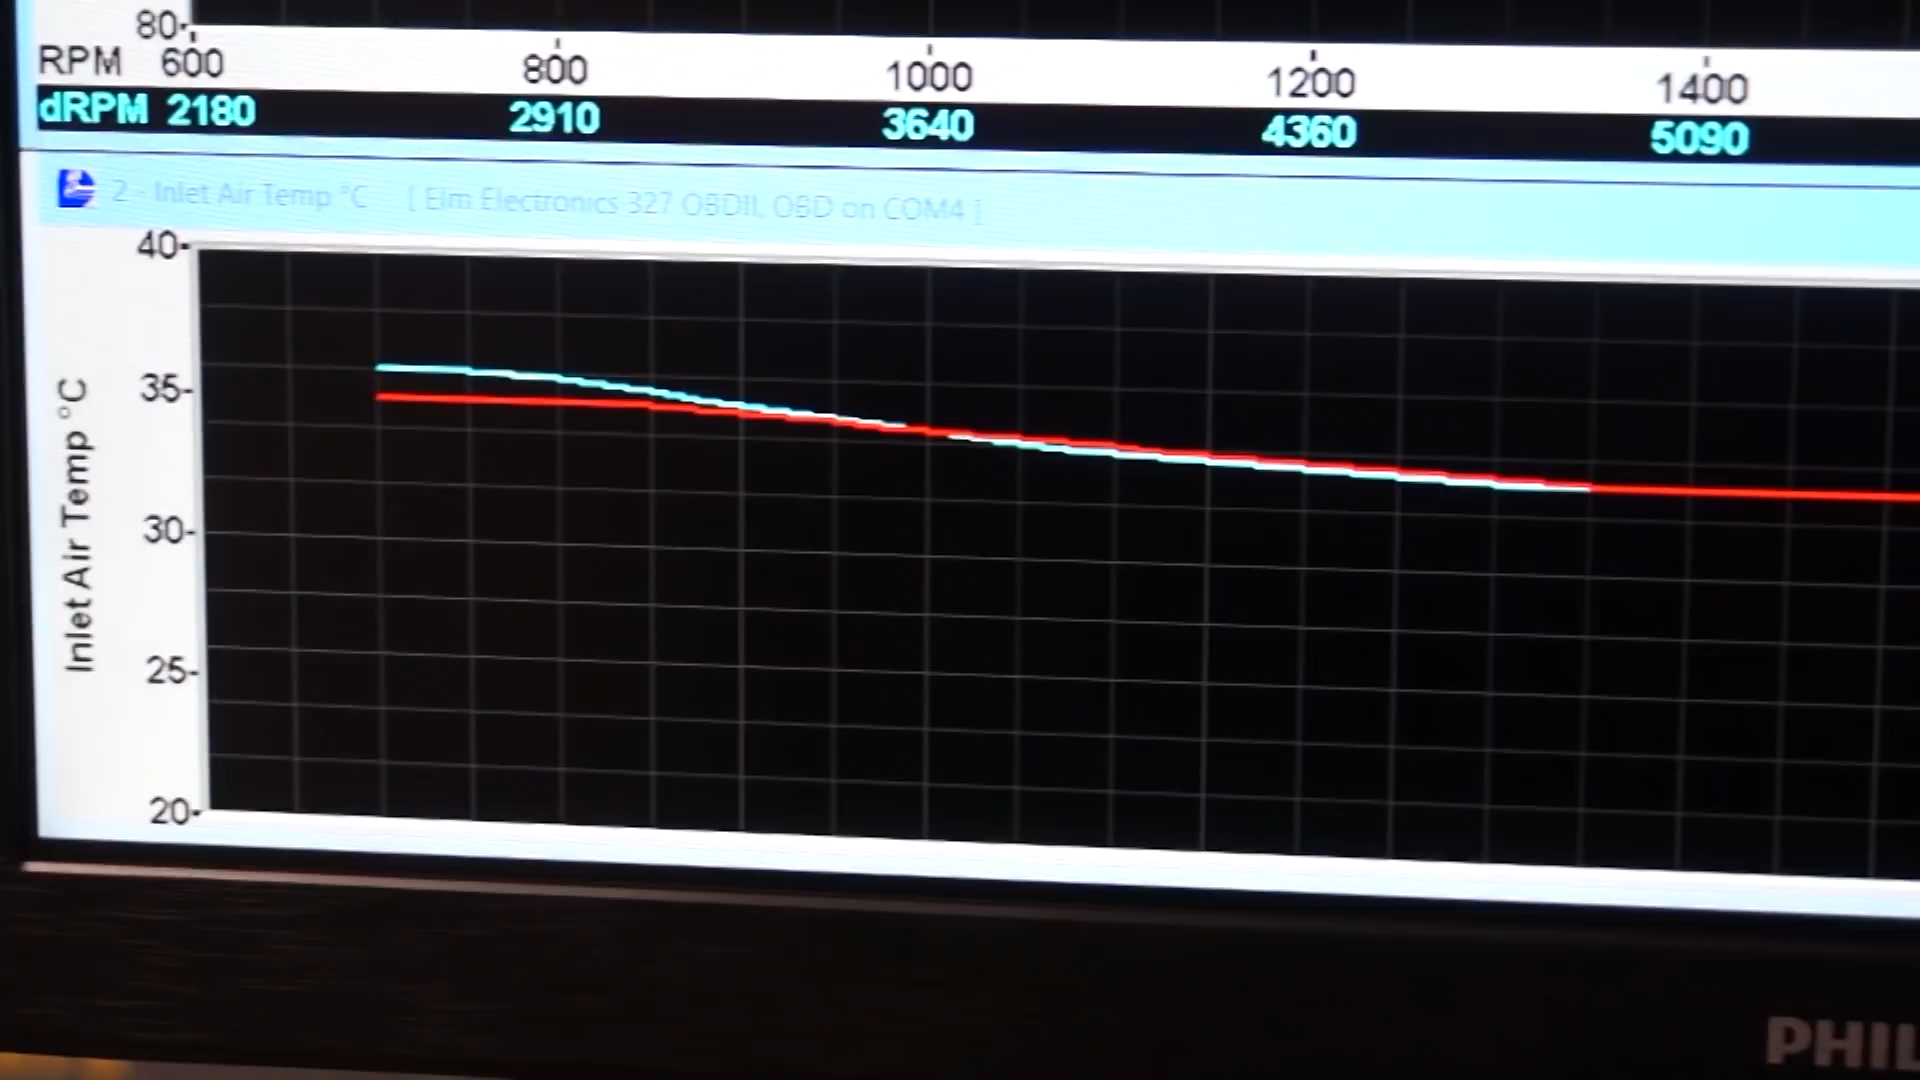 80
RPM 600 800 1000 1200 1400
dRPM 2180 2910 3640 4360 5090
2 - Inlet Air Temp °C [ Elm Electronics 327 OBDII, OBD on COM4 ]
40
35
30
25
20
Inlet Air Temp °C
PHIL